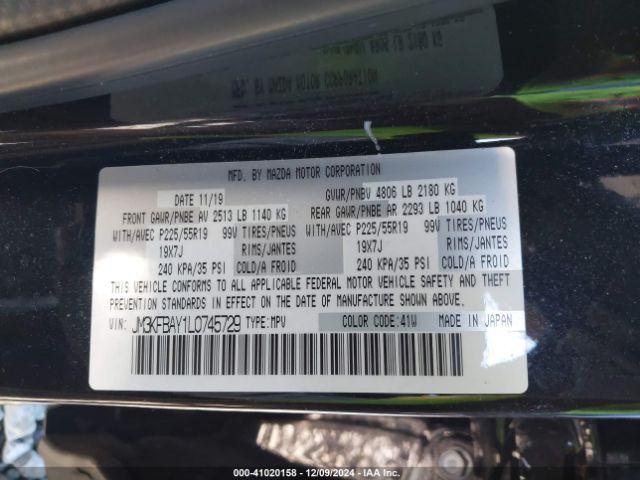 MFD. BY MAZDA MOTOR CORPORATION
DATE 11/19 GVWR/PNBV 4806 LB 2180 KG
FRONT GAWR/PNBE AV 2513 LB 1140 KG REAR GAWR/PNBE AR 2293 LB 1040 KG
WITH/AVEC P225/55R19 99V TIRES/PNEUS WITH/AVEC P225/55R19 99V TIRES/PNEUS
19X7J RIMS/JANTES 19X7J RIMS/JANTES
240 KPA/35 PSI COLD/A FROID 240 KPA/35 PSI COLD/A FROID
THIS VEHICLE CONFORMS TO ALL APPLICABLE FEDERAL MOTOR VEHICLE SAFETY AND THEFT
PREVENTION STANDARDS IN EFFECT ON THE DATE OF MANUFACTURE SHOWN ABOVE.
VIN: JM3KFBAY1L0745729 TYPE:MPV COLOR CODE:41W MADE IN JAPAN
000-41020158 - 12/09/2024 - IAA Inc.